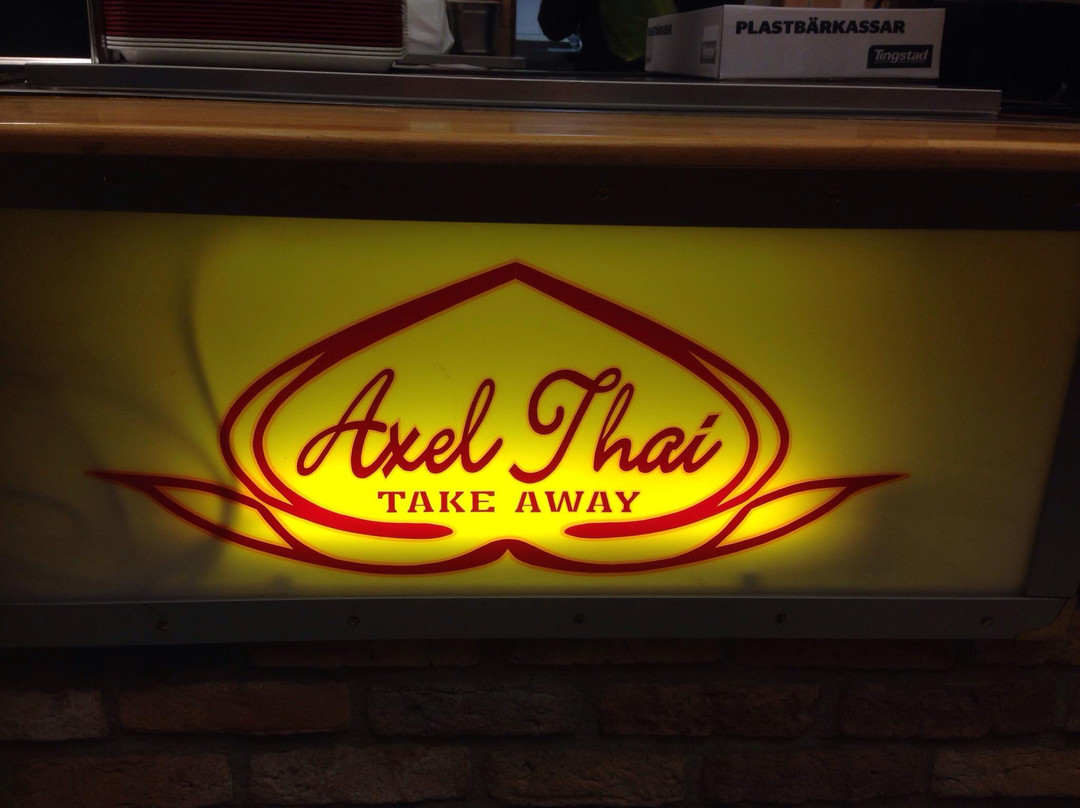 PLASTBÄRKASSAR
Tingstad
Axel Thai
TAKE AWAY